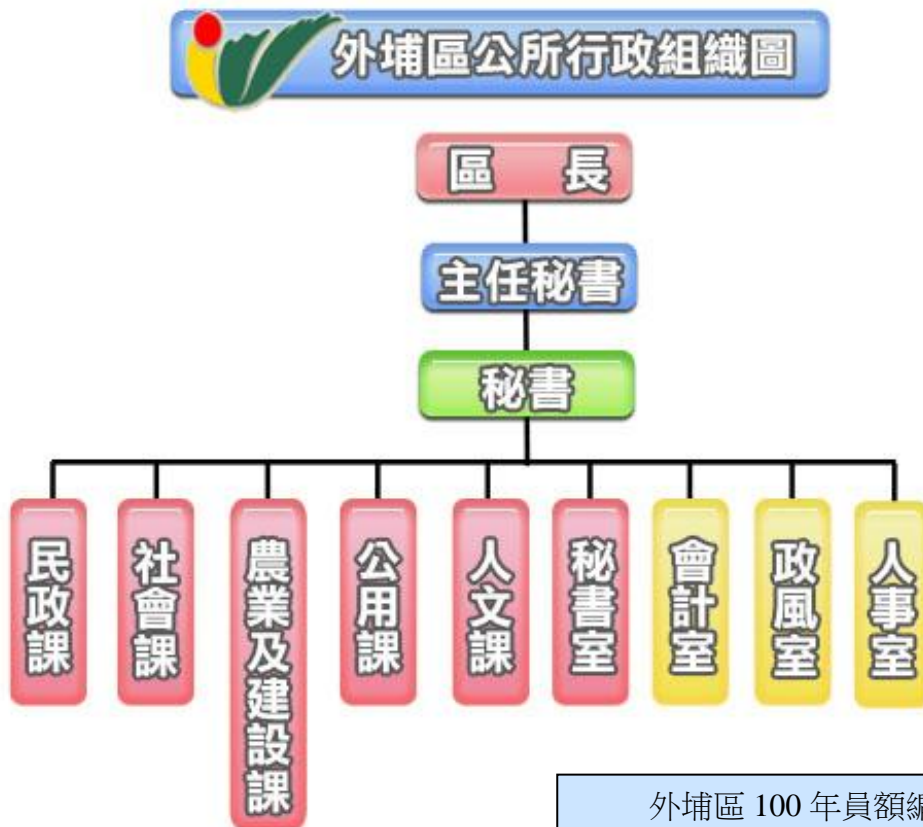 外埔區公所行政組織圖
區 長
主任秘書
秘書
民政課
社會課
農業及建設課
公用課
人文課
秘書室
會計室
政風室
人事室
外埔區 100 年員額編